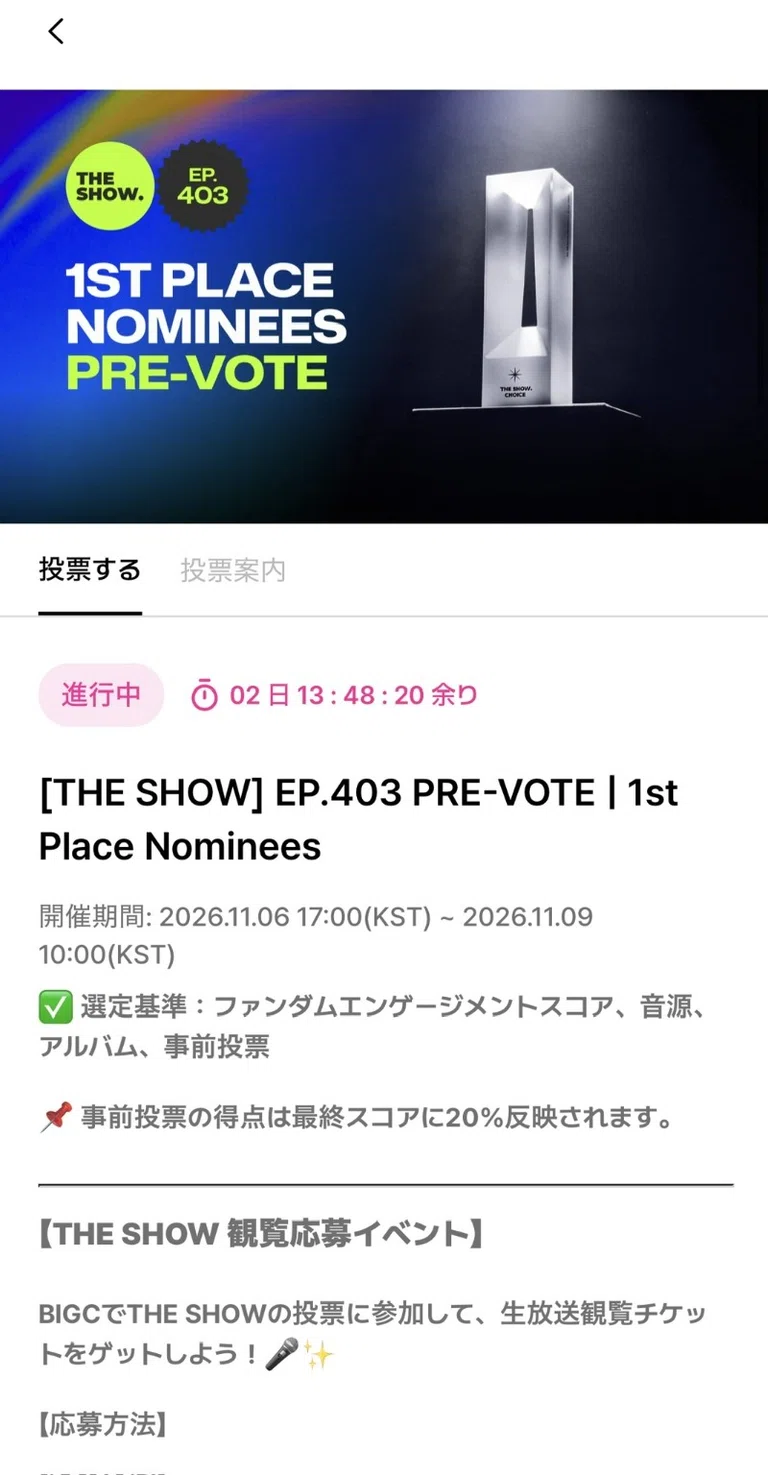 THE
SHOW.
EP.
403
1ST PLACE
NOMINEES
PRE-VOTE
THE SHOW.
CHOICE
投票する
投票案内
進行中
02 日 13 : 48 : 20 余り
[THE SHOW] EP.403 PRE-VOTE | 1st
Place Nominees
開催期間: 2026.11.06 17:00(KST) ~ 2026.11.09
10:00(KST)
✅ 選定基準：ファンダムエンゲージメントスコア、音源、
アルバム、事前投票
📌 事前投票の得点は最終スコアに20%反映されます。
【THE SHOW 観覧応募イベント】
BIGCでTHE SHOWの投票に参加して、生放送観覧チケッ
トをゲットしよう！🎤✨
【応募方法】